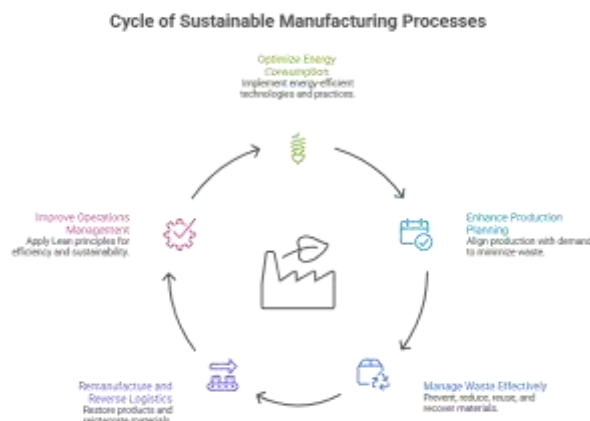 Cycle of Sustainable Manufacturing Processes
Optimize Energy
Consumption
Implement energy-efficient
technologies and practices.
Enhance Production
Planning
Align production with demand
to minimize waste.
Manage Waste Effectively
Prevent, reduce, reuse, and
recover materials.
Remanufacture and
Reverse Logistics
Restore products and
reintegrate materials.
Improve Operations
Management
Apply Lean principles for
efficiency and sustainability.